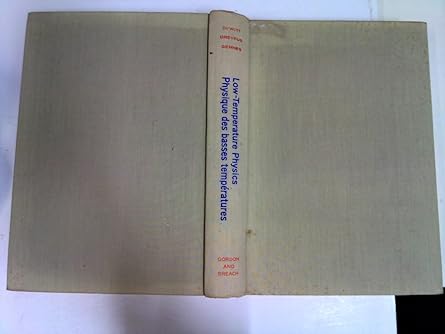 DEWITT
DREYFUS
GENNES
Low-Temperature Physics
Physique des basses températures
GORDON
AND
BREACH